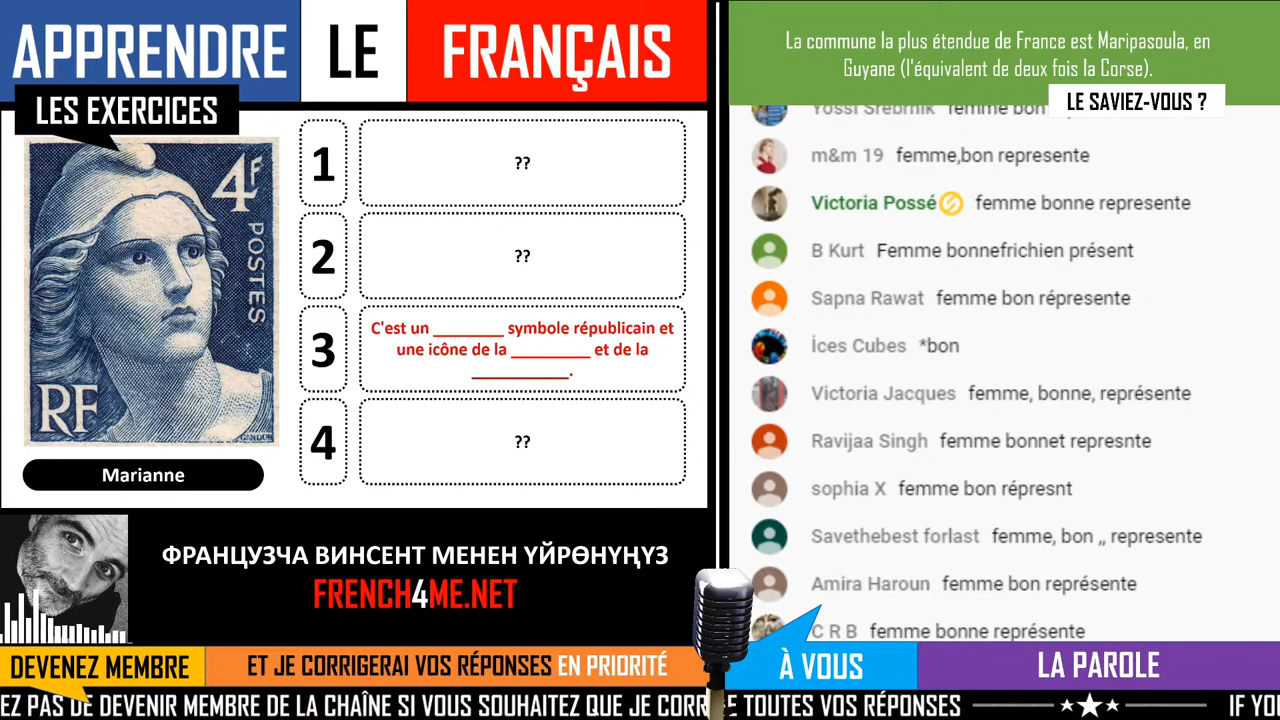 APPRENDRE LE FRANÇAIS
LES EXERCICES
4F
POSTES
RF
GANDON
Marianne
1
??
2
??
3
C'est un ________ symbole républicain et
une icône de la _________ et de la
___________.
4
??
La commune la plus étendue de France est Maripasoula, en
Guyane (l'équivalent de deux fois la Corse).
LE SAVIEZ-VOUS ?
Yossi Srebrnik femme bon
m&m 19 femme,bon represente
Victoria Possé femme bonne represente
B Kurt Femme bonnefrichien présent
Sapna Rawat femme bon répresente
İces Cubes *bon
Victoria Jacques femme, bonne, représente
Ravijaa Singh femme bonnet represnte
sophia X femme bon répresnt
Savethebest forlast femme, bon ,, represente
Amira Haroun femme bon représente
C R B femme bonne représente
ФРАНЦУЗЧА ВИНСЕНТ МЕНЕН ҮЙРӨНҮҢҮЗ
FRENCH4ME.NET
DEVENEZ MEMBRE
ET JE CORRIGERAI VOS RÉPONSES EN PRIORITÉ
À VOUS
LA PAROLE
EZ PAS DE DEVENIR MEMBRE DE LA CHAÎNE SI VOUS SOUHAITEZ QUE JE CORR E TOUTES VOS RÉPONSES IF YO